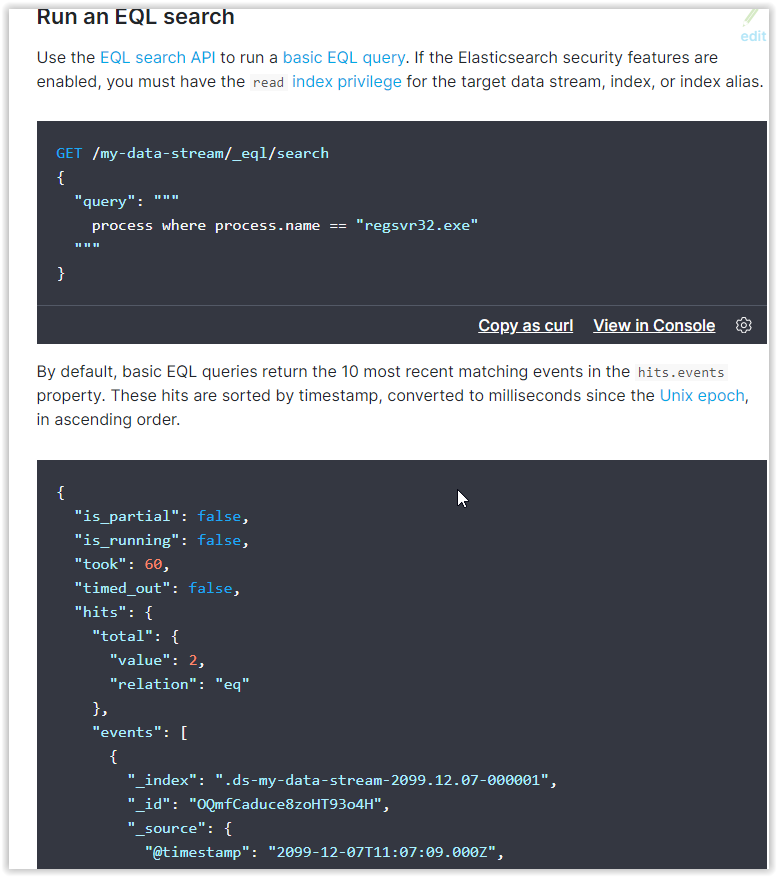 Run an EQL search
edit
Use the EQL search API to run a basic EQL query. If the Elasticsearch security features are
enabled, you must have the read index privilege for the target data stream, index, or index alias.
GET /my-data-stream/_eql/search
{
  "query": """
    process where process.name == "regsvr32.exe"
  """
}
Copy as curl View in Console
By default, basic EQL queries return the 10 most recent matching events in the hits.events
property. These hits are sorted by timestamp, converted to milliseconds since the Unix epoch,
in ascending order.
{
  "is_partial": false,
  "is_running": false,
  "took": 60,
  "timed_out": false,
  "hits": {
    "total": {
      "value": 2,
      "relation": "eq"
    },
    "events": [
      {
        "_index": ".ds-my-data-stream-2099.12.07-000001",
        "_id": "OQmfCaduce8zoHT93o4H",
        "_source": {
          "@timestamp": "2099-12-07T11:07:09.000Z",